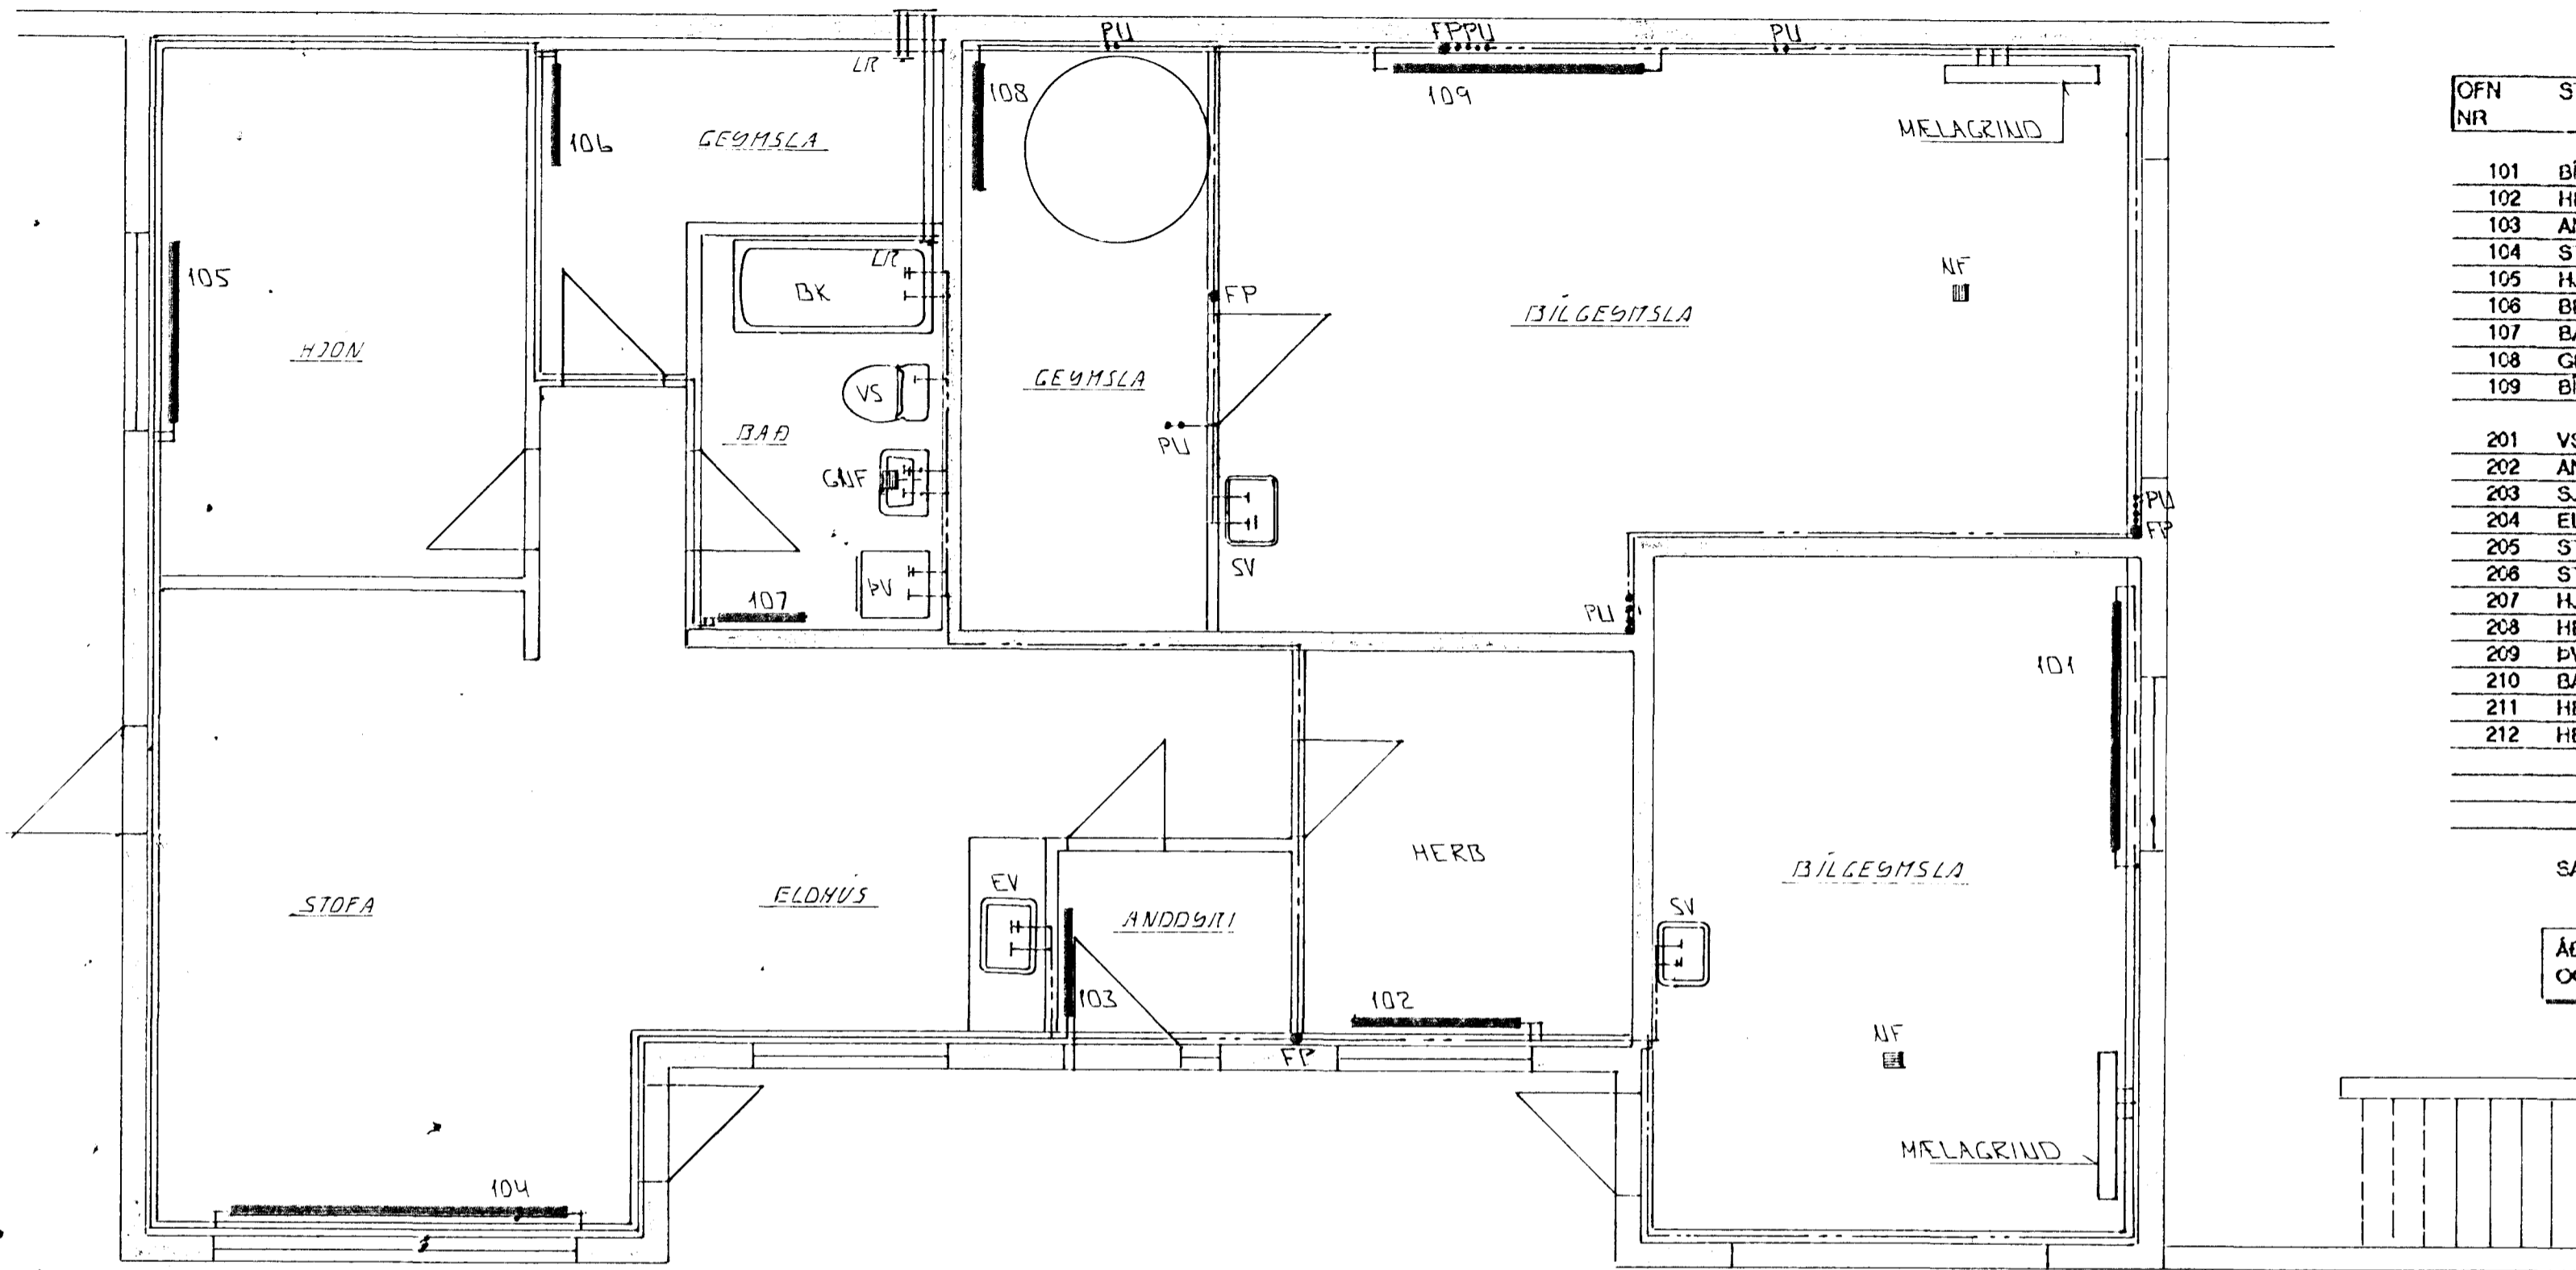 PU
FPPU
PU
LR
108
109
106
GEYMSLA
MÆLAGRIND
105
LR
BK
NF
FP
BÍLGEYMSLA
HJON
VS
GEYMSLA
BAÐ
PU
GNF
PU
FP
SV
ÞV
107
PU
101
HERB
BÍLGEYMSLA
STOFA
ELDHÚS
EV
ANDDYRI
SV
103
102
FP
NF
MÆLAGRIND
104
OFN
NR
101
102
103
104
105
106
107
108
109
201
202
203
204
205
206
207
208
209
210
211
212